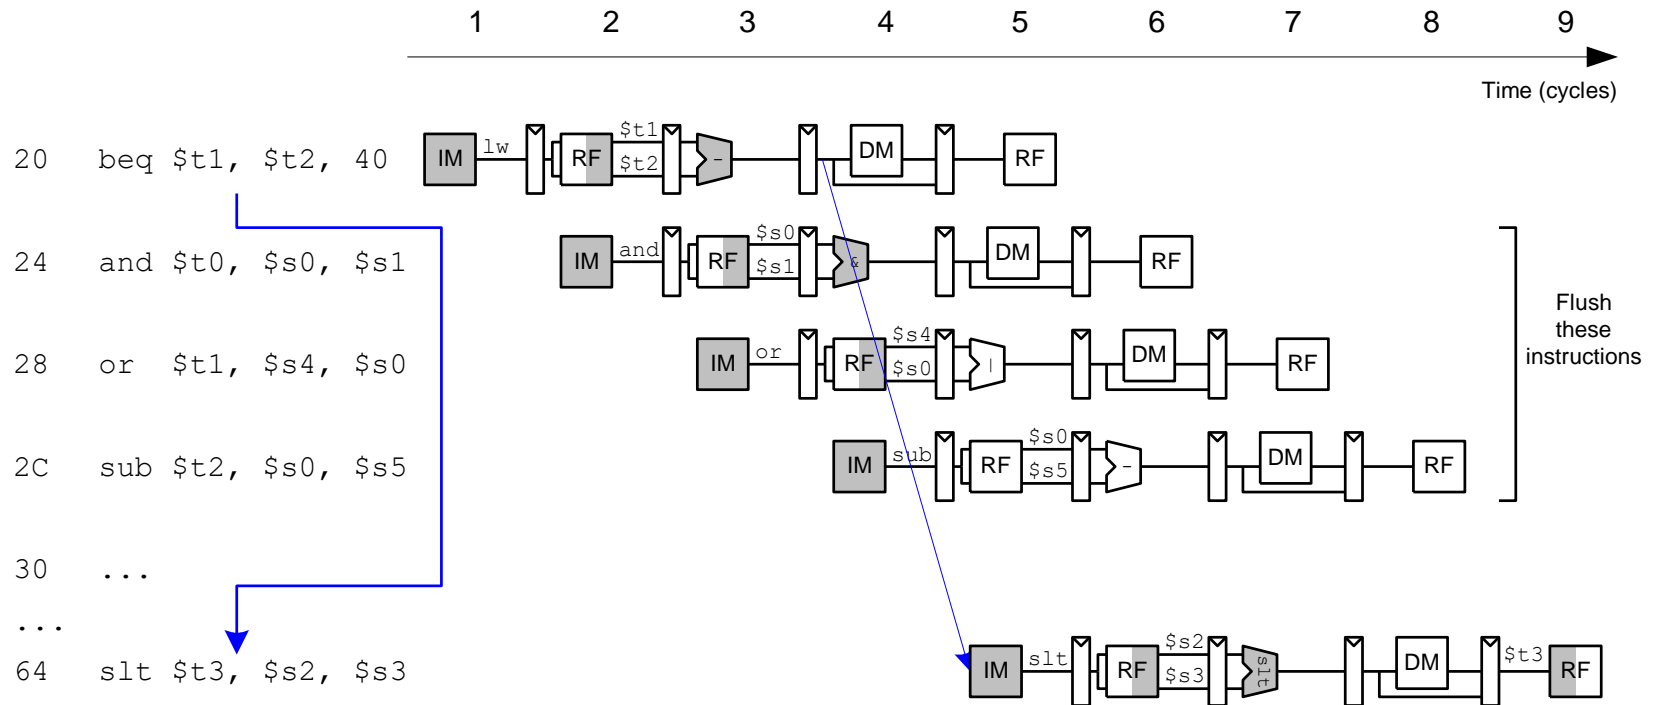 1 2 3 4 5 6 7 8 9
Time (cycles)
20 beq $t1, $t2, 40 IM lw RF $t1 $t2 - DM RF
24 and $t0, $s0, $s1 IM and RF $s0 $s1 & DM RF
28 or $t1, $s4, $s0 IM or RF $s4 $s0 | DM RF
2C sub $t2, $s0, $s5 IM sub RF $s0 $s5 - DM RF
Flush
these
instructions
30 ...
...
64 slt $t3, $s2, $s3 IM slt RF $s2 $s3 slt DM $t3 RF